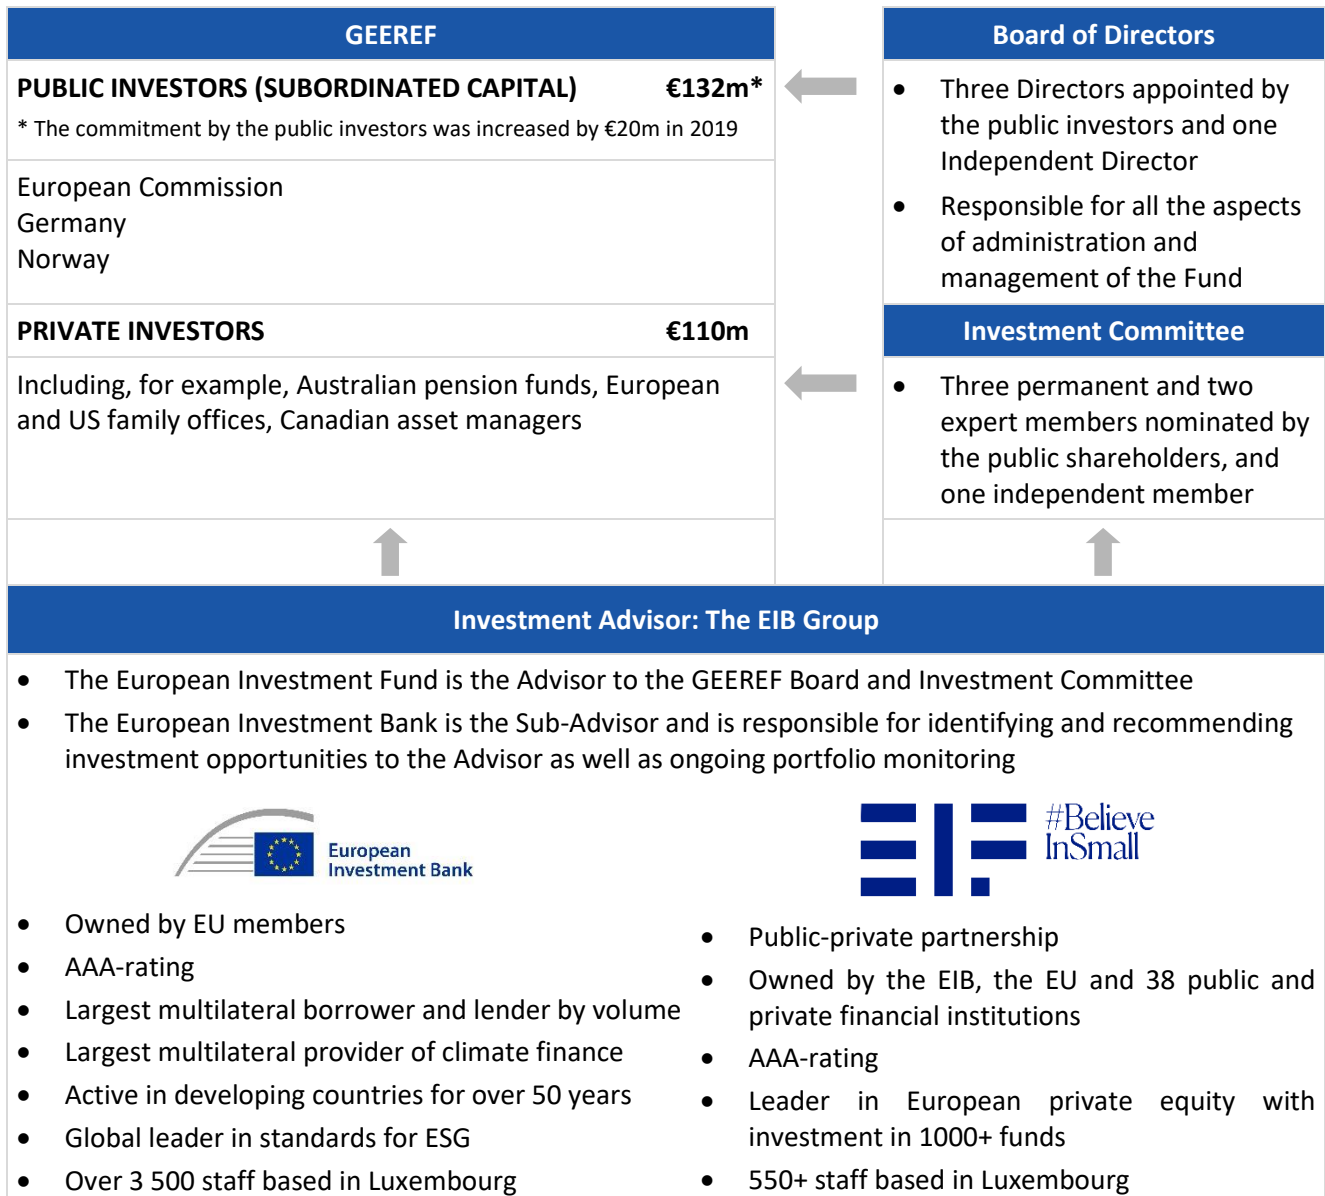 GEEREF
PUBLIC INVESTORS (SUBORDINATED CAPITAL) €132m*
* The commitment by the public investors was increased by €20m in 2019
European Commission
Germany
Norway
PRIVATE INVESTORS €110m
Including, for example, Australian pension funds, European
and US family offices, Canadian asset managers
Board of Directors
• Three Directors appointed by
the public investors and one
Independent Director
• Responsible for all the aspects
of administration and
management of the Fund
Investment Committee
• Three permanent and two
expert members nominated by
the public shareholders, and
one independent member
Investment Advisor: The EIB Group
• The European Investment Fund is the Advisor to the GEEREF Board and Investment Committee
• The European Investment Bank is the Sub-Advisor and is responsible for identifying and recommending
investment opportunities to the Advisor as well as ongoing portfolio monitoring
European
Investment Bank
• Owned by EU members
• AAA-rating
• Largest multilateral borrower and lender by volume
• Largest multilateral provider of climate finance
• Active in developing countries for over 50 years
• Global leader in standards for ESG
• Over 3 500 staff based in Luxembourg
EIF
#Believe
InSmall
• Public-private partnership
• Owned by the EIB, the EU and 38 public and
private financial institutions
• AAA-rating
• Leader in European private equity with
investment in 1000+ funds
• 550+ staff based in Luxembourg